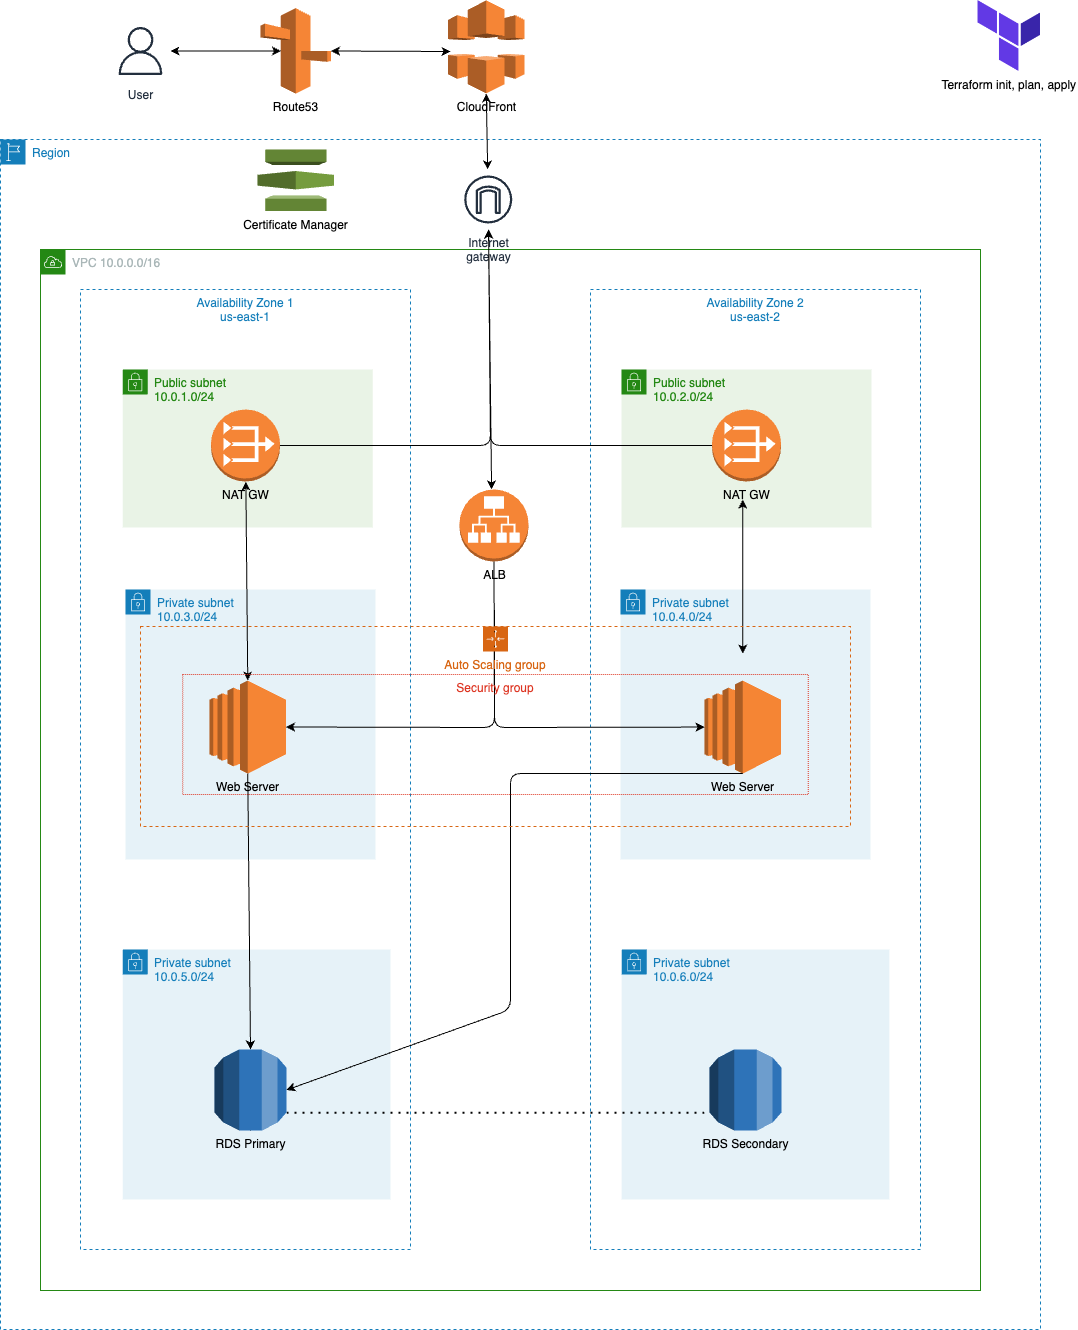 User
Route53
CloudFront
Terraform init, plan, apply
Region
Certificate Manager
Internet
gateway
VPC 10.0.0.0/16
Availability Zone 1
us-east-1
Availability Zone 2
us-east-2
Public subnet
10.0.1.0/24
Public subnet
10.0.2.0/24
NAT GW
NAT GW
ALB
Private subnet
10.0.3.0/24
Private subnet
10.0.4.0/24
Auto Scaling group
Security group
Web Server
Web Server
Private subnet
10.0.5.0/24
Private subnet
10.0.6.0/24
RDS Primary
RDS Secondary